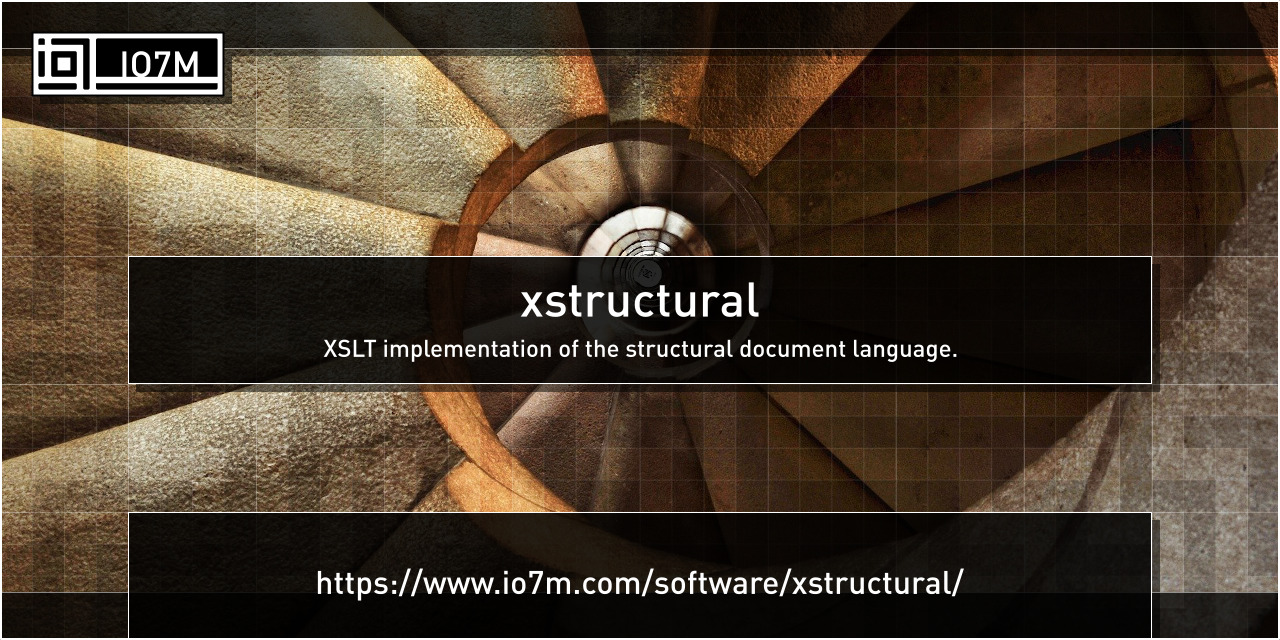 IO7M
xstructural
XSLT implementation of the structural document language.
https://www.io7m.com/software/xstructural/